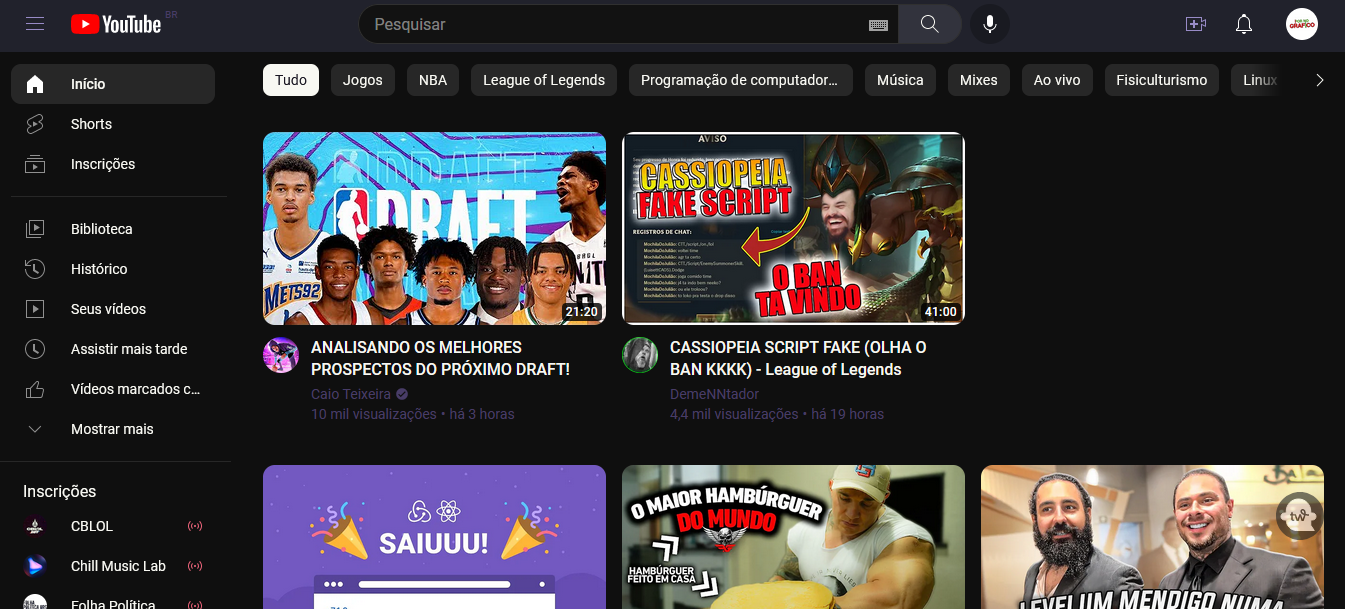 YouTube BR
Pesquisar
Início
Shorts
Inscrições
Biblioteca
Histórico
Seus vídeos
Assistir mais tarde
Vídeos marcados c...
Mostrar mais
Inscrições
CBLOL
Chill Music Lab
Folha Política
Tudo
Jogos
NBA
League of Legends
Programação de computador...
Música
Mixes
Ao vivo
Fisiculturismo
Linux
DRAFT
DRAFT
METS92
21:20
ANALISANDO OS MELHORES
PROSPECTOS DO PRÓXIMO DRAFT!
Caio Teixeira
10 mil visualizações • há 3 horas
AVISO
CASSIOPEIA
FAKE SCRIPT
REGISTROS DE CHAT:
O BAN
TA VINDO
41:00
CASSIOPEIA SCRIPT FAKE (OLHA O
BAN KKKK) - League of Legends
DemeNNtador
4,4 mil visualizações • há 19 horas
SAIUUU!
O MAIOR HAMBÚRGUER
DO MUNDO
HAMBÚRGUER
FEITO EM CASA
LEVEI UM MENDIGO NUMA
tw